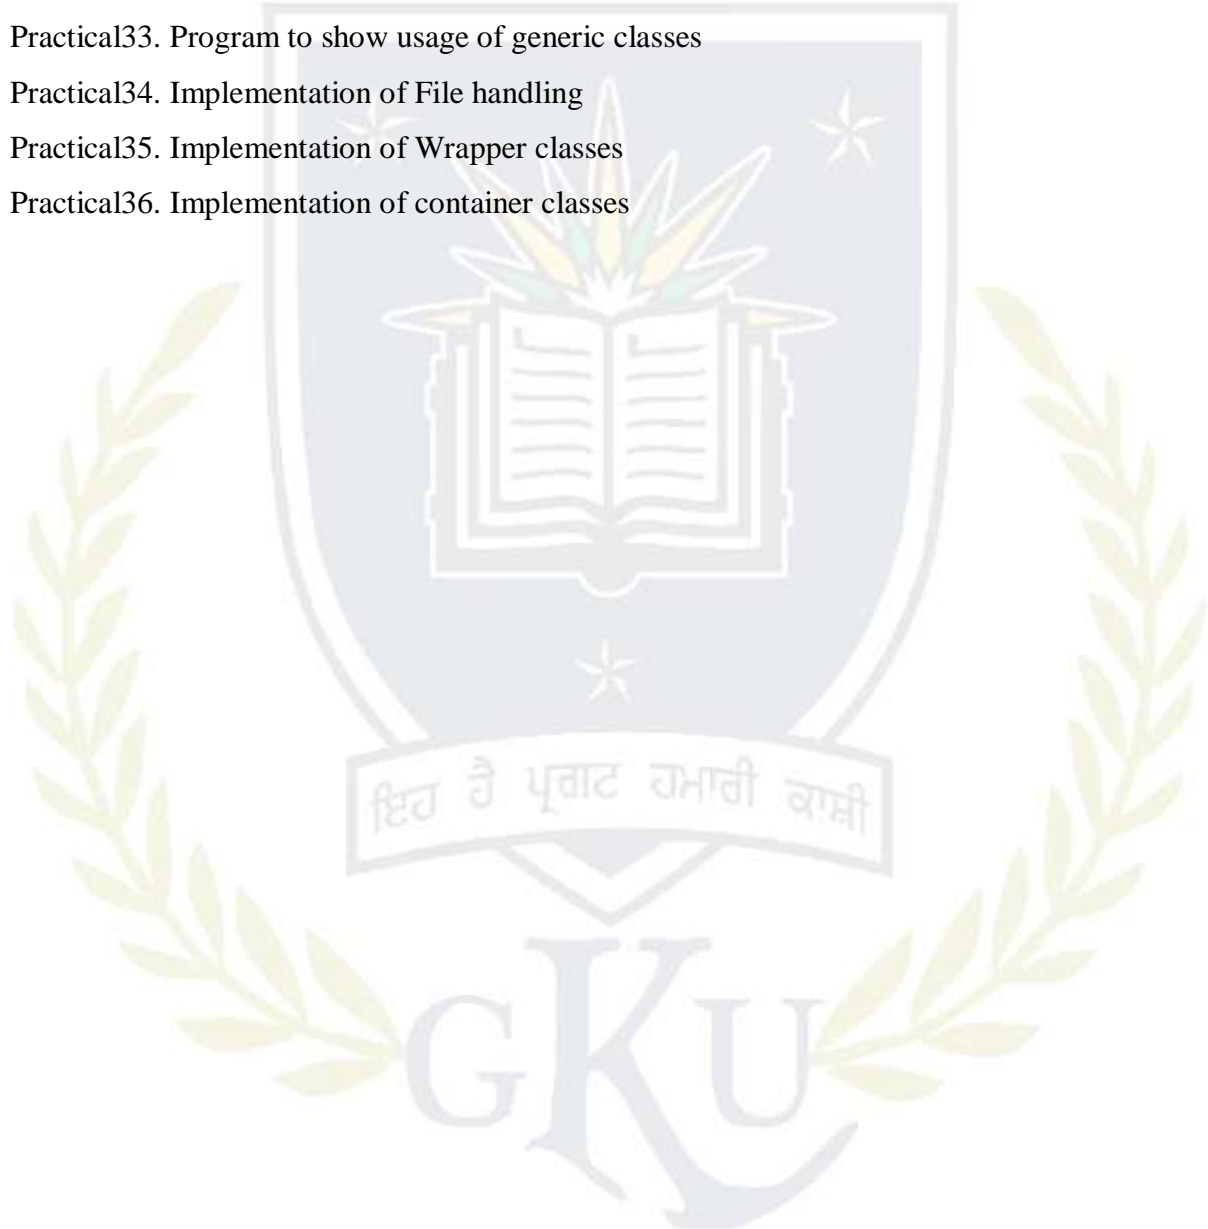 Practical33. Program to show usage of generic classes
Practical34. Implementation of File handling
Practical35. Implementation of Wrapper classes
Practical36. Implementation of container classes
ਇਹ ਹੈ ਪ੍ਰਗਟ ਹਮਾਰੀ ਕਾਸ਼ੀ
GKU